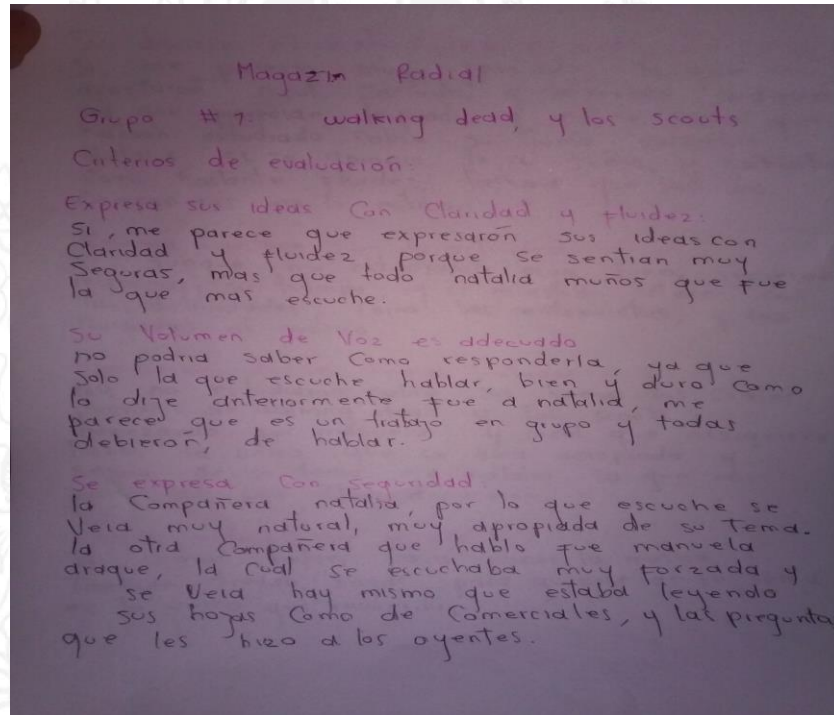 Magazin Radial
Grupo # 7: walking dead, y los scouts
Criterios de evaluación:
Expresa sus ideas Con Claridad y fluidez:
Si, me parece que expresarón sus ideas con
Claridad y fluidez, porque se sentian muy
Seguras, mas que todo natalia muños que fue
la que mas escuche.
Su Volumen de Voz es adecuado
no podria saber Como responderla, ya que
Solo la que escuche hablar, bien y duro como
lo dije anteriormente fue a natalia, me
parece que es un trabajo en grupo y todas
debierón, de hablar.
Se expresa Con seguridad
la Compañera natalia, por lo que escuche se
Veia muy natural, muy apropiada de su Tema.
la otra Compañera que hablo fue manuela
araque, la cual se escuchaba muy forzada y
se Veia hay mismo que estaba leyendo
sus hojas Como de Comerciales, y las pregunta
que les hizo a los oyentes.